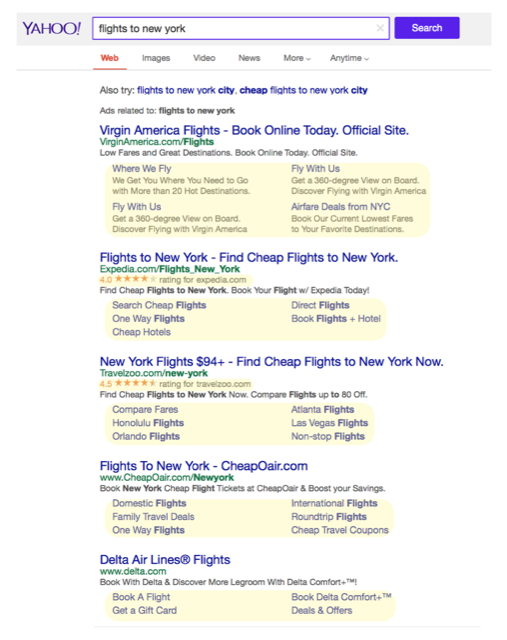 YAHOO! flights to new york × Search
Web Images Video News More Anytime
Also try: flights to new york city, cheap flights to new york city
Ads related to: flights to new york
Virgin America Flights - Book Online Today. Official Site.
VirginAmerica.com/Flights
Low Fares and Great Destinations. Book Online Today. Official Site.
Where We Fly
We Get You Where You Need to Go
with More than 20 Hot Destinations.
Fly With Us
Get a 360-degree View on Board.
Discover Flying with Virgin America
Fly With Us
Get a 360-degree View on Board.
Discover Flying with Virgin America
Airfare Deals from NYC
Book Our Current Lowest Fares
to Your Favorite Destinations.
Flights to New York - Find Cheap Flights to New York.
Expedia.com/Flights_New_York
4.0 ★★★★★ rating for expedia.com
Find Cheap Flights to New York. Book Your Flight w/ Expedia Today!
Search Cheap Flights Direct Flights
One Way Flights Book Flights + Hotel
Cheap Hotels
New York Flights $94+ - Find Cheap Flights to New York Now.
Travelzoo.com/new-york
4.5 ★★★★★ rating for travelzoo.com
Find Cheap Flights to New York Now. Compare Flights up to 80 Off.
Compare Fares Atlanta Flights
Honolulu Flights Las Vegas Flights
Orlando Flights Non-stop Flights
Flights To New York - CheapOair.com
www.CheapOair.com/Newyork
Book New York Cheap Flight Tickets at CheapOair & Boost your Savings.
Domestic Flights International Flights
Family Travel Deals Roundtrip Flights
One Way Flights Cheap Travel Coupons
Delta Air Lines® Flights
www.delta.com
Book With Delta & Discover More Legroom With Delta Comfort+™!
Book A Flight Book Delta Comfort+™
Get a Gift Card Deals & Offers